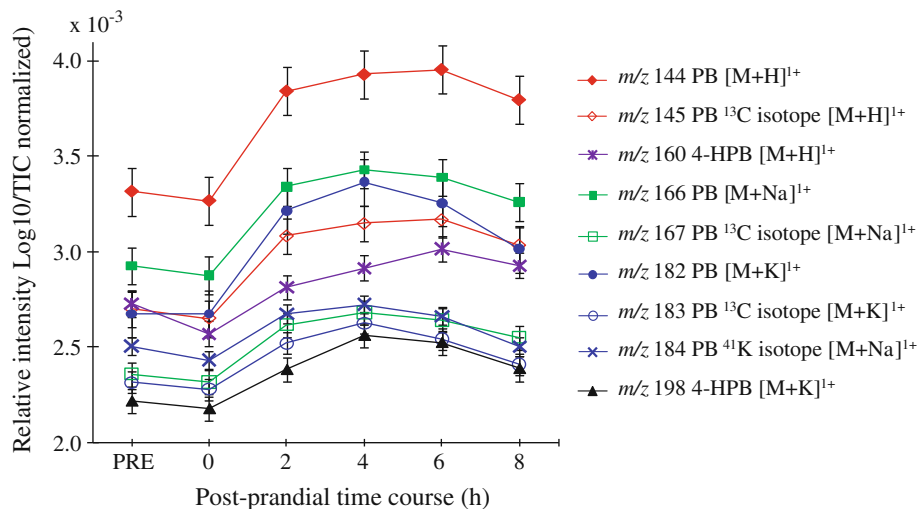 x 10⁻³
Relative intensity Log10/TIC normalized)
4.0
3.5
3.0
2.5
2.0
PRE 0 2 4 6 8
Post-prandial time course (h)
m/z 144 PB [M+H]¹⁺
m/z 145 PB ¹³C isotope [M+H]¹⁺
m/z 160 4-HPB [M+H]¹⁺
m/z 166 PB [M+Na]¹⁺
m/z 167 PB ¹³C isotope [M+Na]¹⁺
m/z 182 PB [M+K]¹⁺
m/z 183 PB ¹³C isotope [M+K]¹⁺
m/z 184 PB ⁴¹K isotope [M+Na]¹⁺
m/z 198 4-HPB [M+K]¹⁺